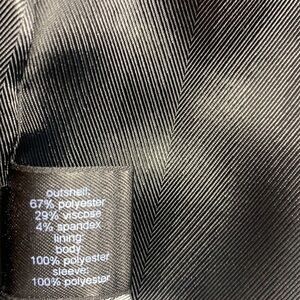 outshell:
67% polyester
29% viscose
4% spandex
lining:
body
100% polyester
sleeve:
100% polyester